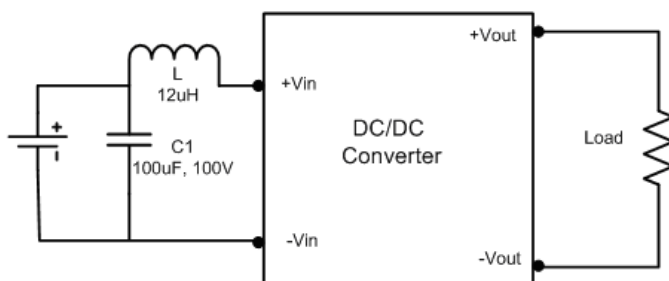 +Vout
L
12uH
+Vin
+
-
C1
100uF, 100V
DC/DC
Converter
Load
-Vin
-Vout